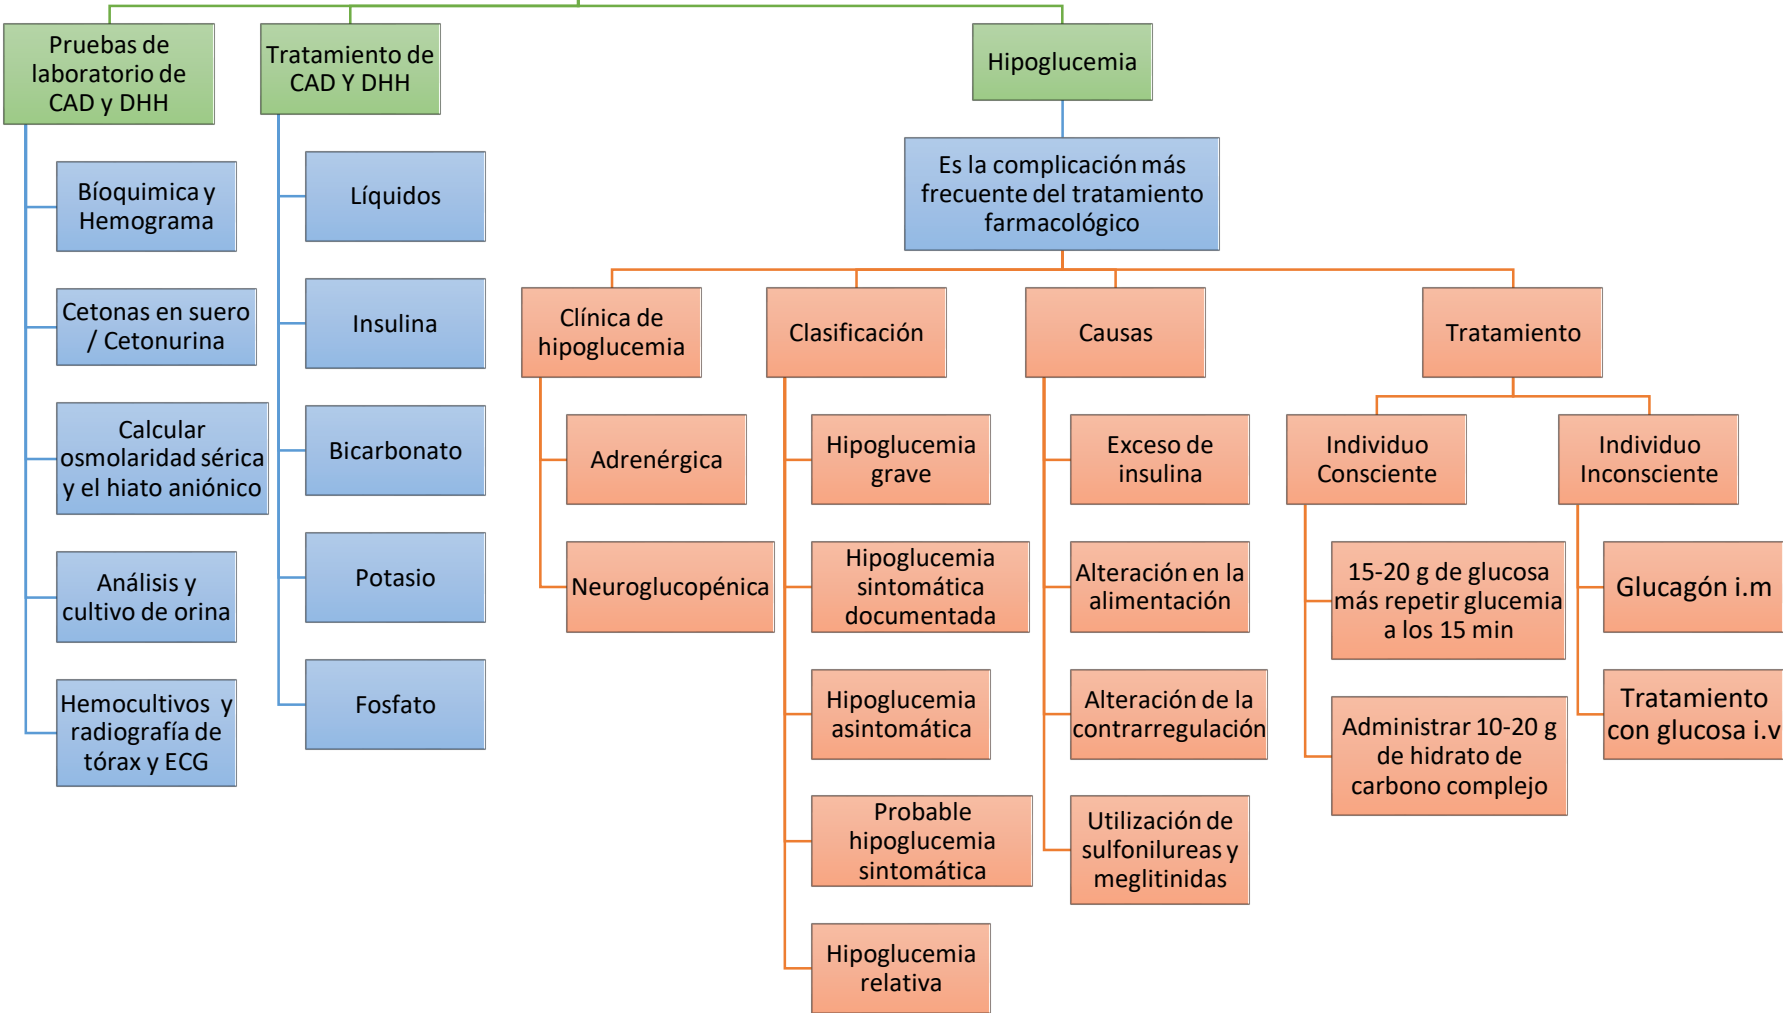 Pruebas de
laboratorio de
CAD y DHH
Bíoquimica y
Hemograma
Cetonas en suero
/ Cetonurina
Calcular
osmolaridad sérica
y el hiato aniónico
Análisis y
cultivo de orina
Hemocultivos y
radiografía de
tórax y ECG
Tratamiento de
CAD Y DHH
Líquidos
Insulina
Bicarbonato
Potasio
Fosfato
Hipoglucemia
Es la complicación más
frecuente del tratamiento
farmacológico
Clínica de
hipoglucemia
Adrenérgica
Neuroglucopénica
Clasificación
Hipoglucemia
grave
Hipoglucemia
sintomática
documentada
Hipoglucemia
asintomática
Probable
hipoglucemia
sintomática
Hipoglucemia
relativa
Causas
Exceso de
insulina
Alteración en la
alimentación
Alteración de la
contrarregulación
Utilización de
sulfonilureas y
meglitinidas
Tratamiento
Individuo
Consciente
15-20 g de glucosa
más repetir glucemia
a los 15 min
Administrar 10-20 g
de hidrato de
carbono complejo
Individuo
Inconsciente
Glucagón i.m
Tratamiento
con glucosa i.v